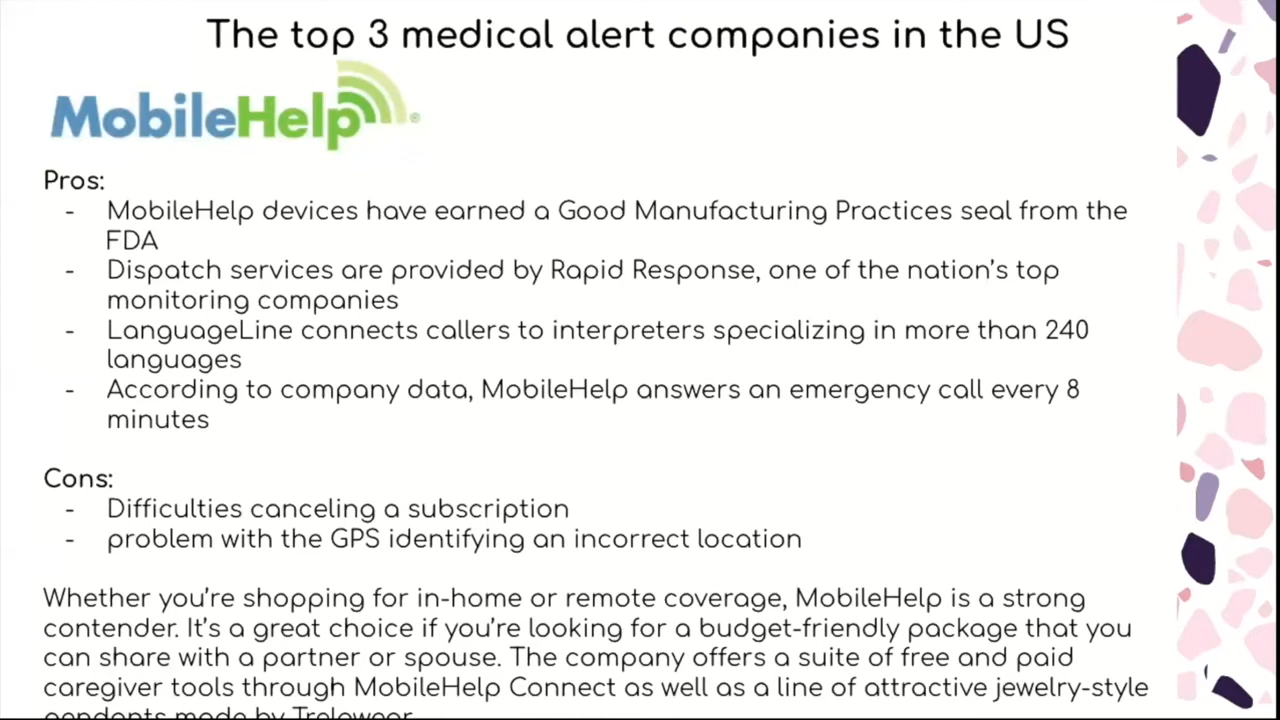 The top 3 medical alert companies in the US
MobileHelp®
Pros:
- MobileHelp devices have earned a Good Manufacturing Practices seal from the
FDA
- Dispatch services are provided by Rapid Response, one of the nation's top
monitoring companies
- LanguageLine connects callers to interpreters specializing in more than 240
languages
- According to company data, MobileHelp answers an emergency call every 8
minutes
Cons:
- Difficulties canceling a subscription
- problem with the GPS identifying an incorrect location
Whether you're shopping for in-home or remote coverage, MobileHelp is a strong
contender. It's a great choice if you're looking for a budget-friendly package that you
can share with a partner or spouse. The company offers a suite of free and paid
caregiver tools through MobileHelp Connect as well as a line of attractive jewelry-style
pendants made by